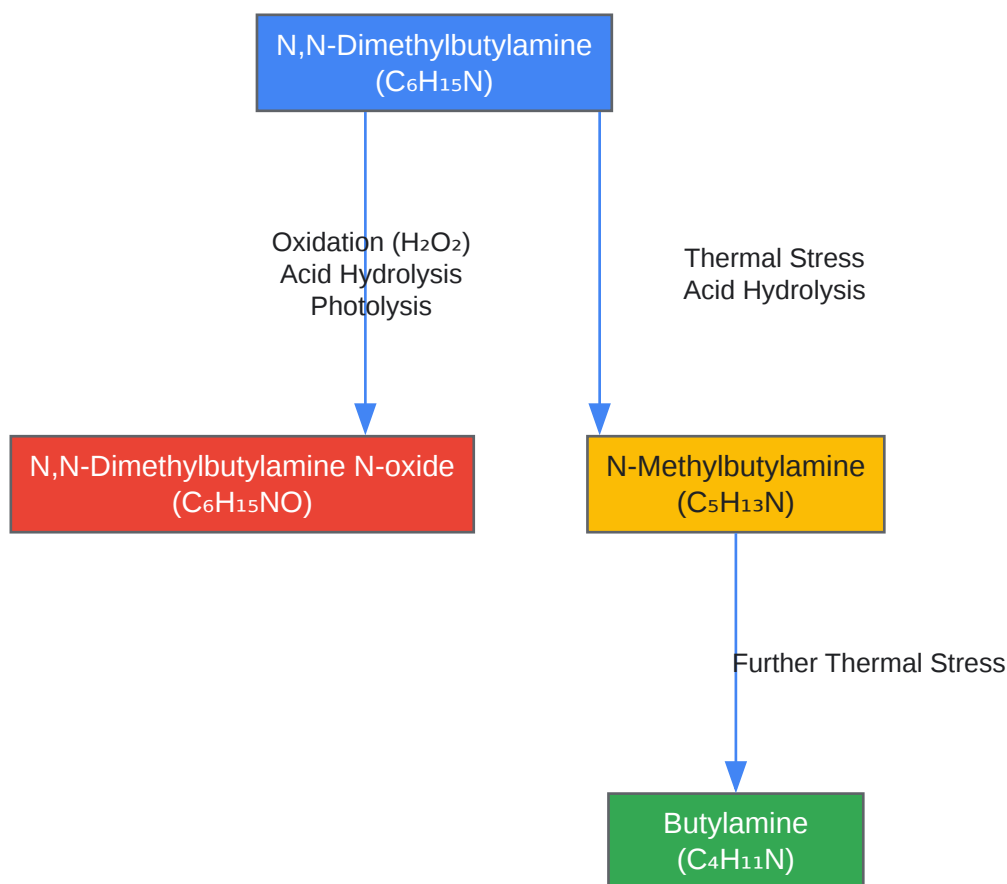 N,N-Dimethylbutylamine
(C₆H₁₅N)
Oxidation (H₂O₂)
Acid Hydrolysis
Photolysis
Thermal Stress
Acid Hydrolysis
N,N-Dimethylbutylamine N-oxide
(C₆H₁₅NO)
N-Methylbutylamine
(C₅H₁₃N)
Further Thermal Stress
Butylamine
(C₄H₁₁N)